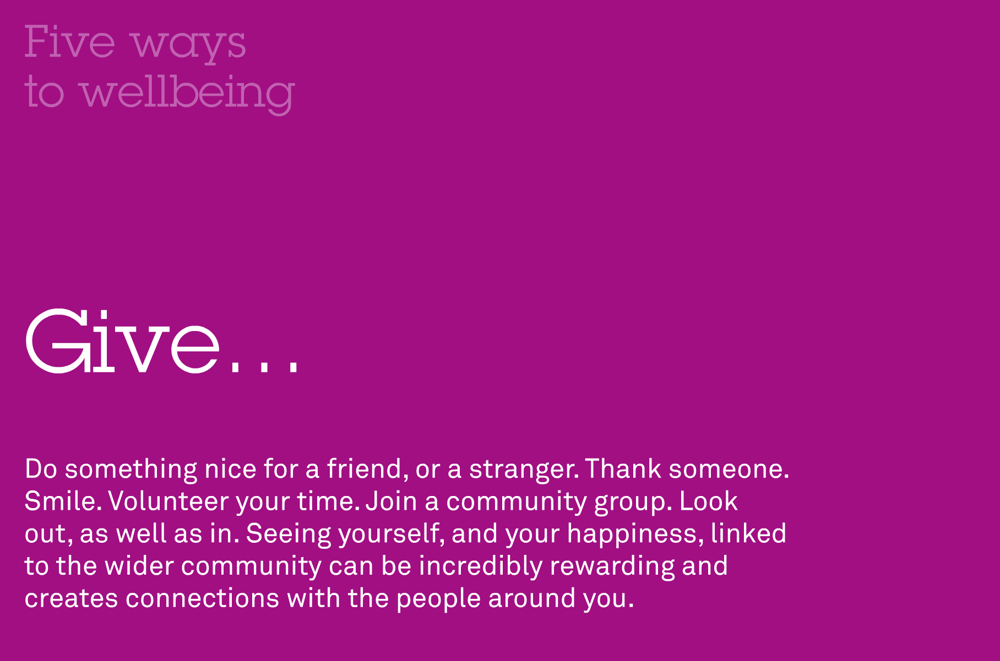 Five ways
to wellbeing
Give...
Do something nice for a friend, or a stranger. Thank someone.
Smile. Volunteer your time. Join a community group. Look
out, as well as in. Seeing yourself, and your happiness, linked
to the wider community can be incredibly rewarding and
creates connections with the people around you.